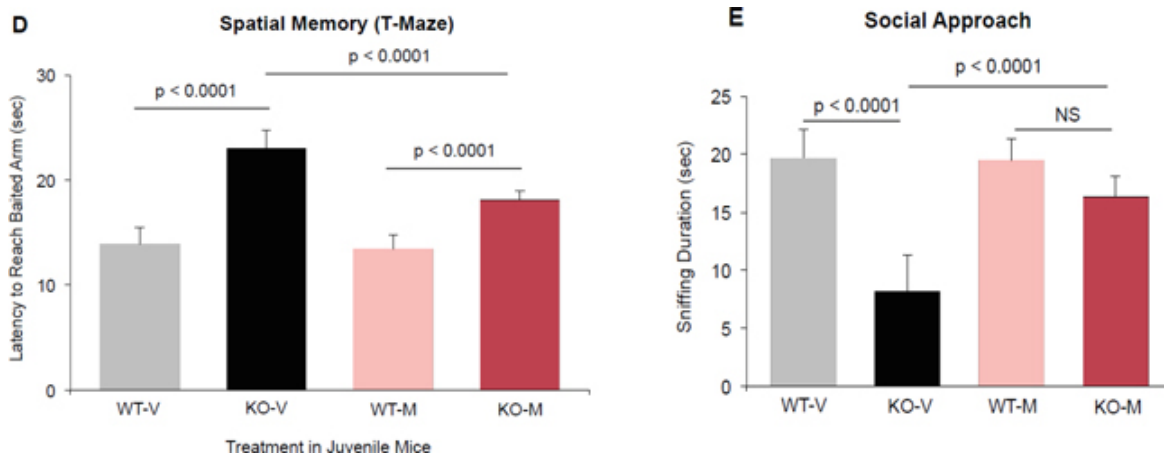 D
Spatial Memory (T-Maze)
p < 0.0001
p < 0.0001
p < 0.0001
Latency to Reach Baited Arm (sec)
30
20
10
0
WT-V
KO-V
WT-M
KO-M
Treatment in Juvenile Mice
E
Social Approach
p < 0.0001
p < 0.0001
NS
Sniffing Duration (sec)
25
20
15
10
5
0
WT-V
KO-V
WT-M
KO-M